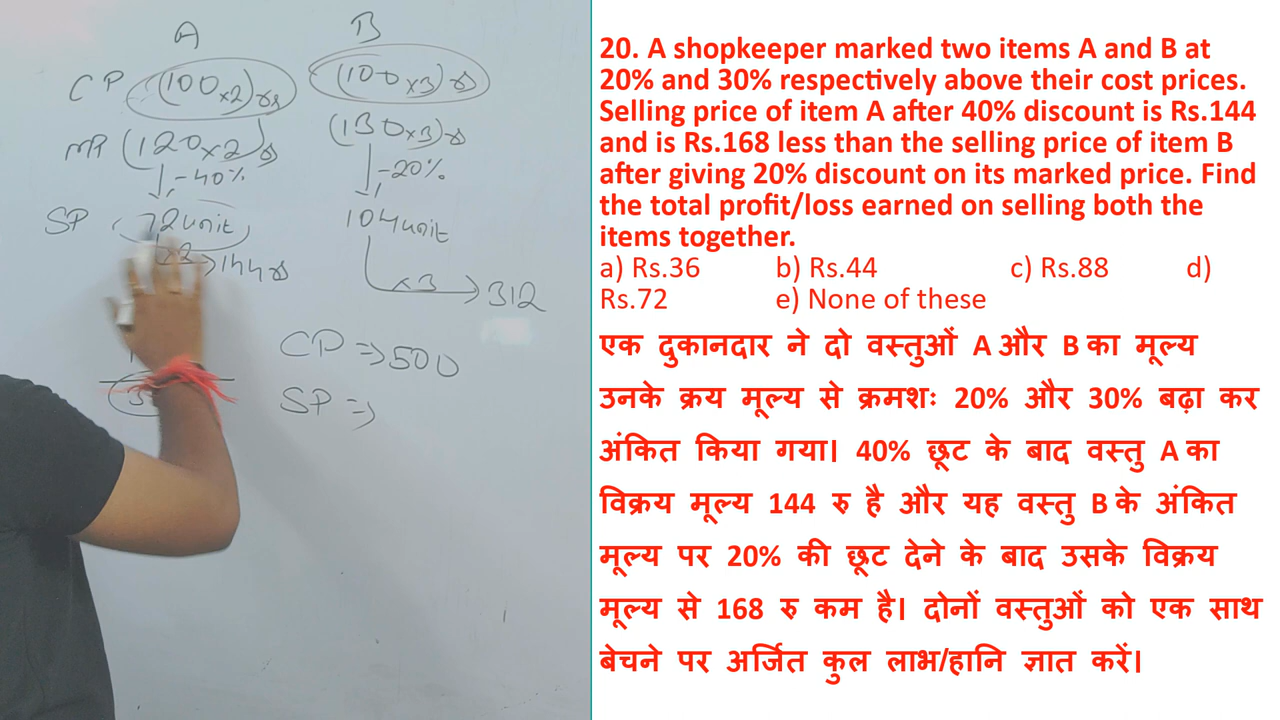 A B
CP (100×2)rs (100×3)rs
MP (120×2)rs (130×3)rs
-40% -20%
SP 72unit 104unit
×2 → 144rs ×3 → 312
CP ⇒ 500
SP ⇒
20. A shopkeeper marked two items A and B at
20% and 30% respectively above their cost prices.
Selling price of item A after 40% discount is Rs.144
and is Rs.168 less than the selling price of item B
after giving 20% discount on its marked price. Find
the total profit/loss earned on selling both the
items together.
a) Rs.36 b) Rs.44 c) Rs.88 d)
Rs.72 e) None of these
एक दुकानदार ने दो वस्तुओं A और B का मूल्य
उनके क्रय मूल्य से क्रमशः 20% और 30% बढ़ा कर
अंकित किया गया। 40% छूट के बाद वस्तु A का
विक्रय मूल्य 144 रु है और यह वस्तु B के अंकित
मूल्य पर 20% की छूट देने के बाद उसके विक्रय
मूल्य से 168 रु कम है। दोनों वस्तुओं को एक साथ
बेचने पर अर्जित कुल लाभ/हानि ज्ञात करें।